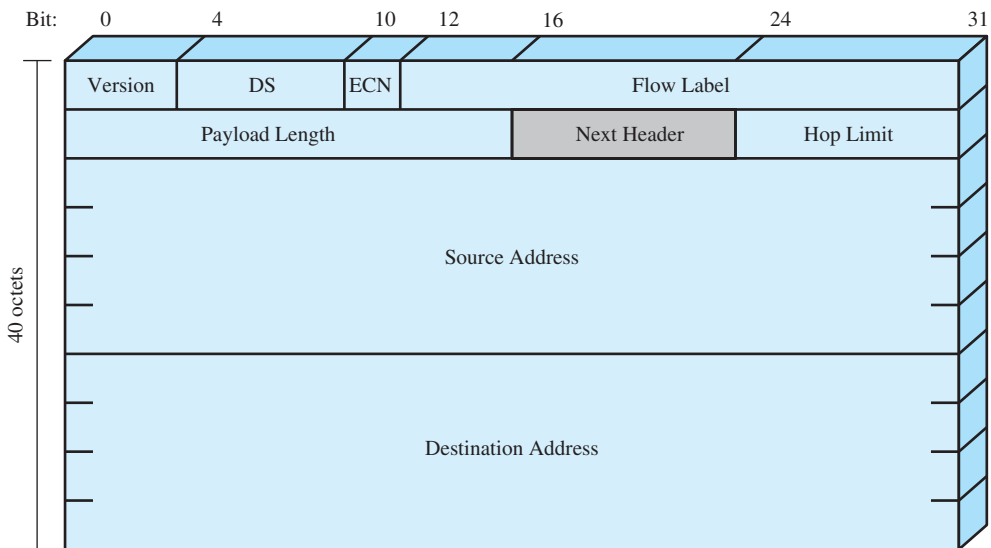 Bit: 0 4 10 12 16 24 31
Version DS ECN Flow Label
Payload Length Next Header Hop Limit
Source Address
40 octets
Destination Address